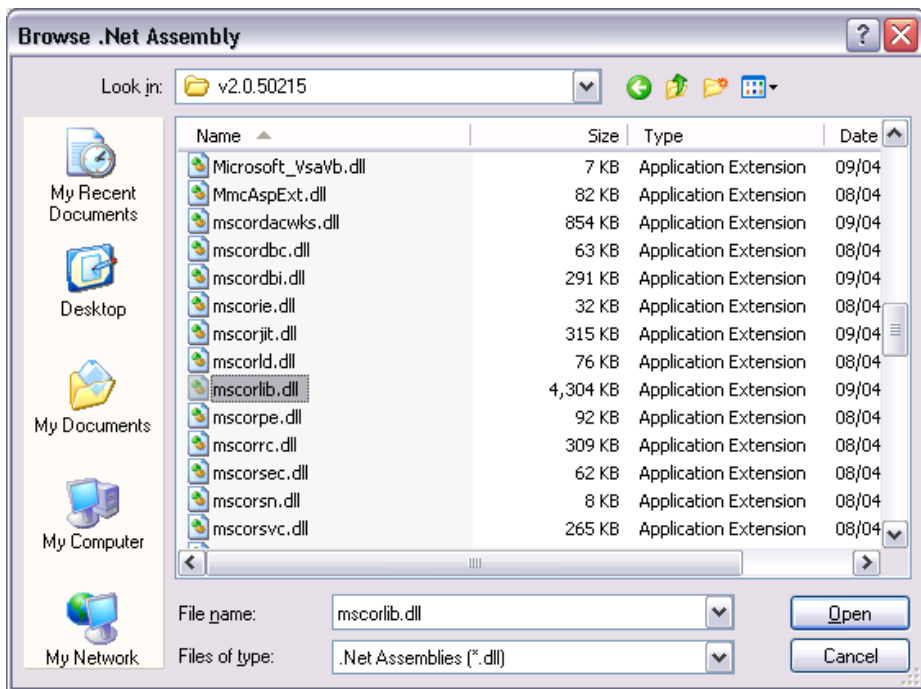 Browse .Net Assembly
Look in: v2.0.50215
Name Size Type Date
Microsoft_VsaVb.dll 7 KB Application Extension 09/04
MmcAspExt.dll 82 KB Application Extension 08/04
mscordacwks.dll 854 KB Application Extension 09/04
mscordbc.dll 63 KB Application Extension 08/04
mscordbi.dll 291 KB Application Extension 09/04
mscorie.dll 32 KB Application Extension 08/04
mscorjit.dll 315 KB Application Extension 09/04
mscorld.dll 76 KB Application Extension 08/04
mscorlib.dll 4,304 KB Application Extension 09/04
mscorpe.dll 92 KB Application Extension 08/04
mscorrc.dll 309 KB Application Extension 08/04
mscorsec.dll 62 KB Application Extension 08/04
mscorsn.dll 8 KB Application Extension 08/04
mscorsvc.dll 265 KB Application Extension 08/04
My Recent
Documents
Desktop
My Documents
My Computer
My Network
File name: mscorlib.dll Open
Files of type: .Net Assemblies (*.dll) Cancel